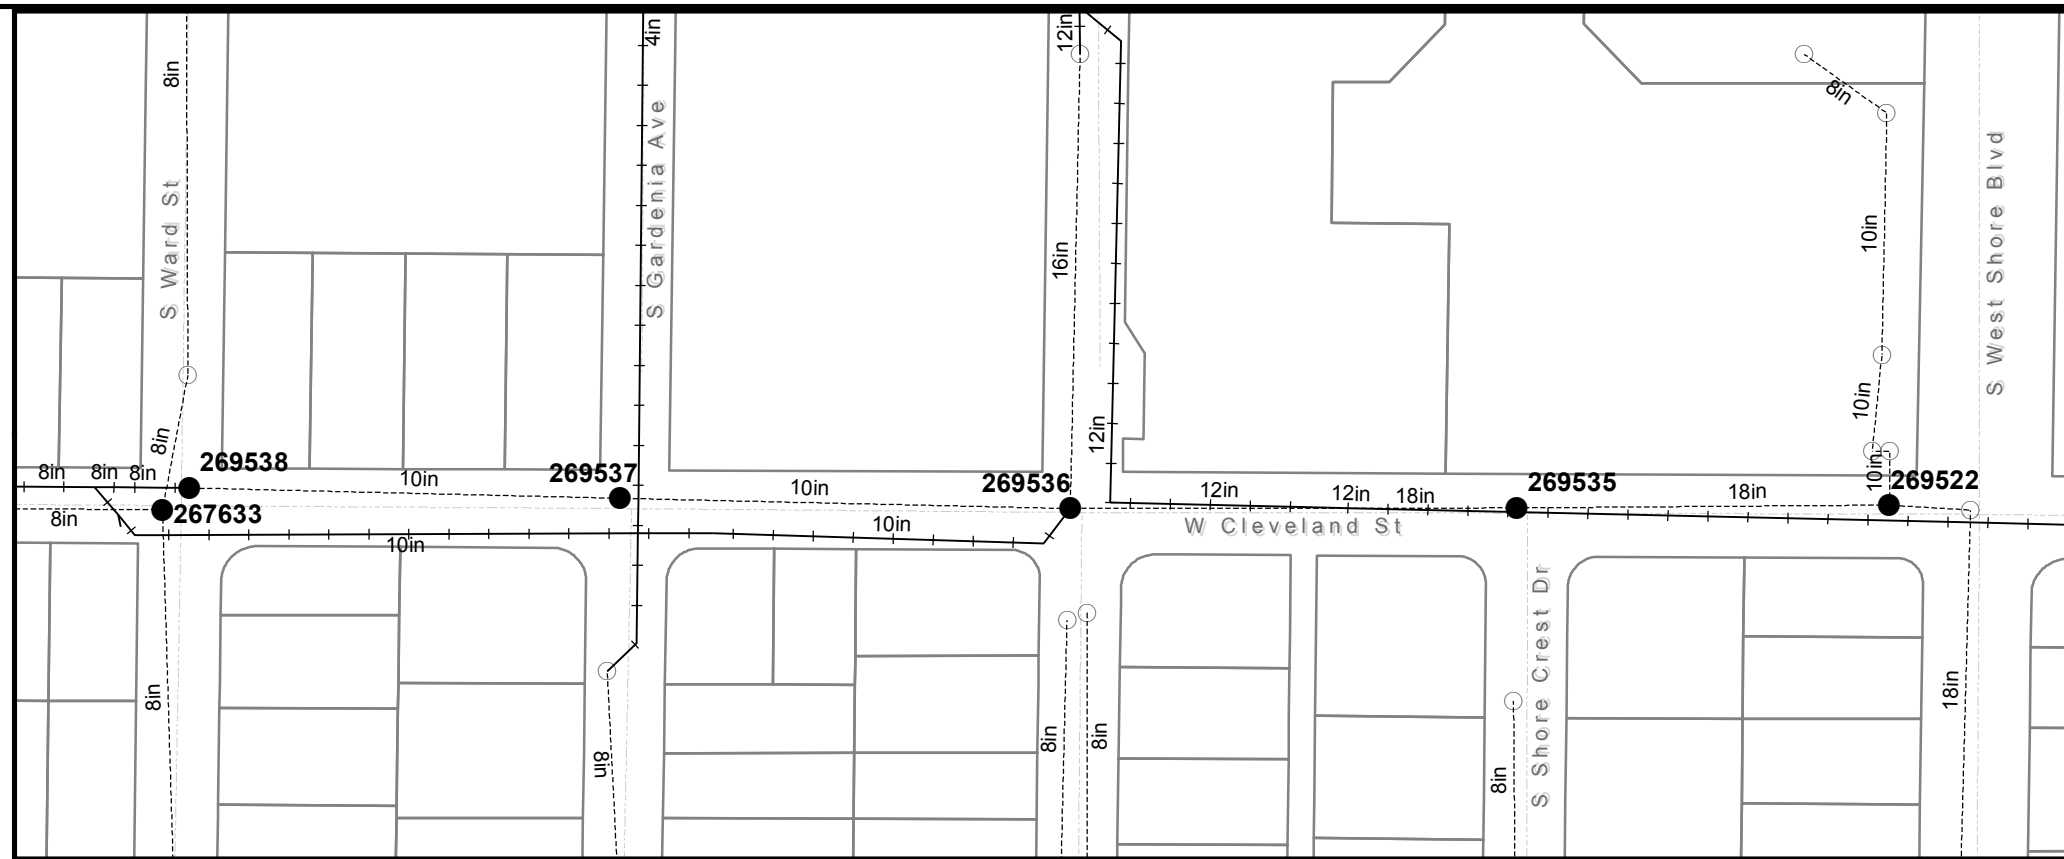 8in
S Ward St
4in
S Gardenia Ave
12in
16in
12in
8in
10in
10in
10in
S West Shore Blvd
8in
8in 8in 8in
269538
10in
269537
10in
269536
12in
12in
18in
269535
18in
269522
8in
267633
10in
10in
W Cleveland St
8in
8in
8in
8in
8in
S Shore Crest Dr
18in